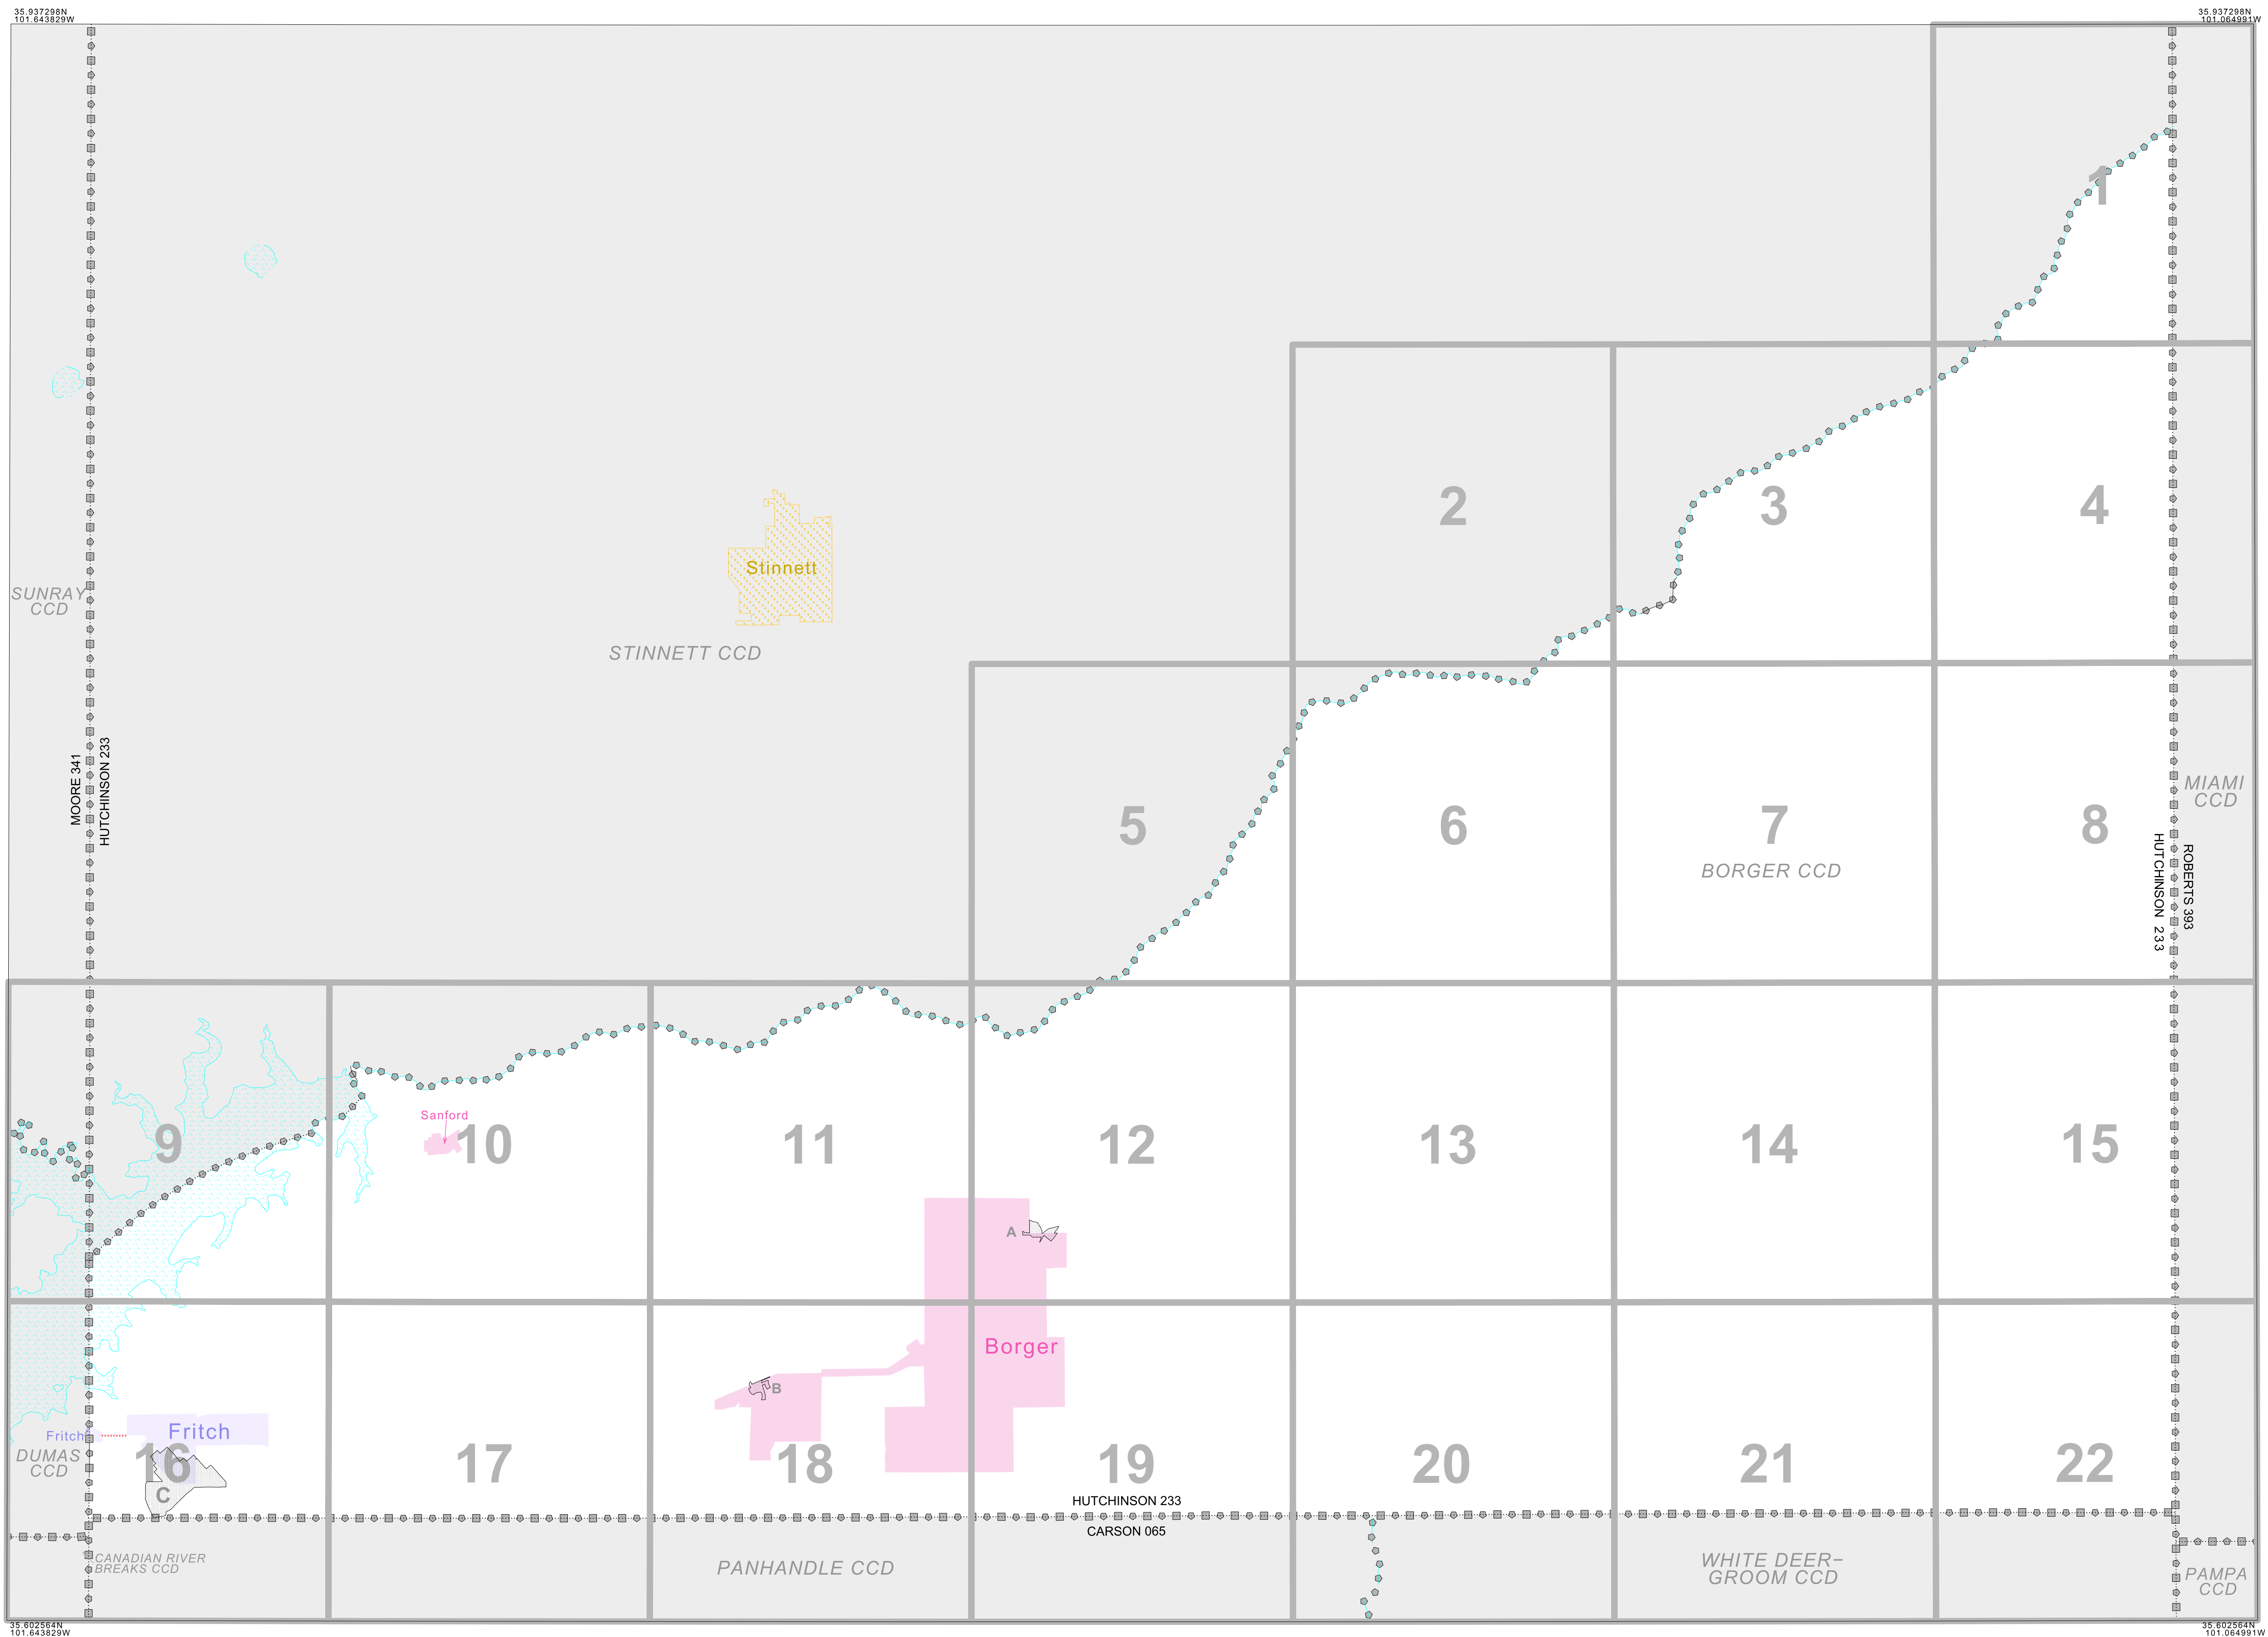 35.937298N
101.643829W
35.937298N
101.064991W
1
2
3
4
SUNRAY
CCD
Stinnett
STINNETT CCD
MOORE 341
HUTCHINSON 233
5
6
7
8
BORGER CCD
MIAMI
CCD
HUTCHINSON 233
ROBERTS 393
9
Sanford
10
11
12
13
14
15
A
Borger
B
Fritch
Fritch
DUMAS
CCD
16
C
17
18
19
20
21
22
HUTCHINSON 233
CARSON 065
CANADIAN RIVER
BREAKS CCD
PANHANDLE CCD
WHITE DEER-
GROOM CCD
PAMPA
CCD
35.602564N
101.643829W
35.602564N
101.064991W